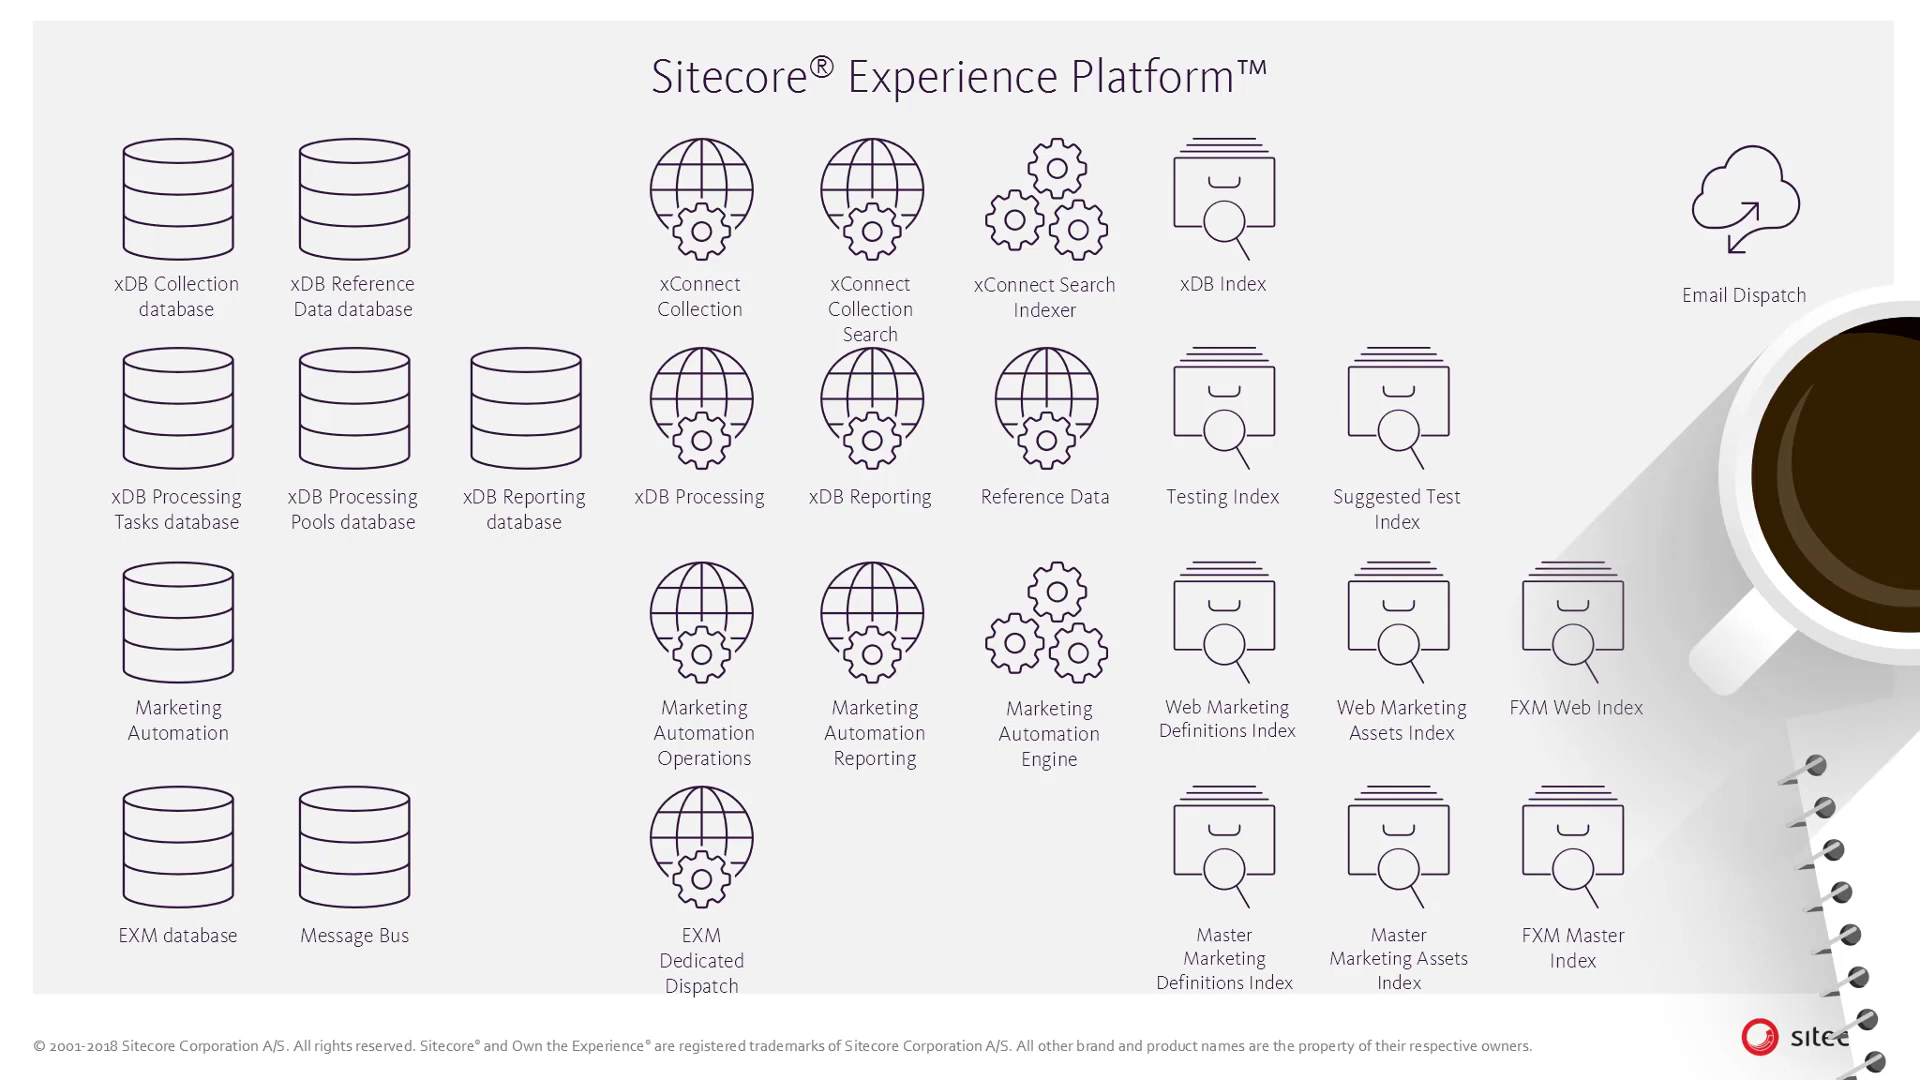 Sitecore® Experience Platform™
xDB Collection
database
xDB Reference
Data database
xConnect
Collection
xConnect
Collection
Search
xConnect Search
Indexer
xDB Index
Email Dispatch
xDB Processing
Tasks database
xDB Processing
Pools database
xDB Reporting
database
xDB Processing
xDB Reporting
Reference Data
Testing Index
Suggested Test
Index
Marketing
Automation
Marketing
Automation
Operations
Marketing
Automation
Reporting
Marketing
Automation
Engine
Web Marketing
Definitions Index
Web Marketing
Assets Index
FXM Web Index
EXM database
Message Bus
EXM
Dedicated
Dispatch
Master
Marketing
Definitions Index
Master
Marketing Assets
Index
FXM Master
Index
© 2001-2018 Sitecore Corporation A/S. All rights reserved. Sitecore® and Own the Experience® are registered trademarks of Sitecore Corporation A/S. All other brand and product names are the property of their respective owners.